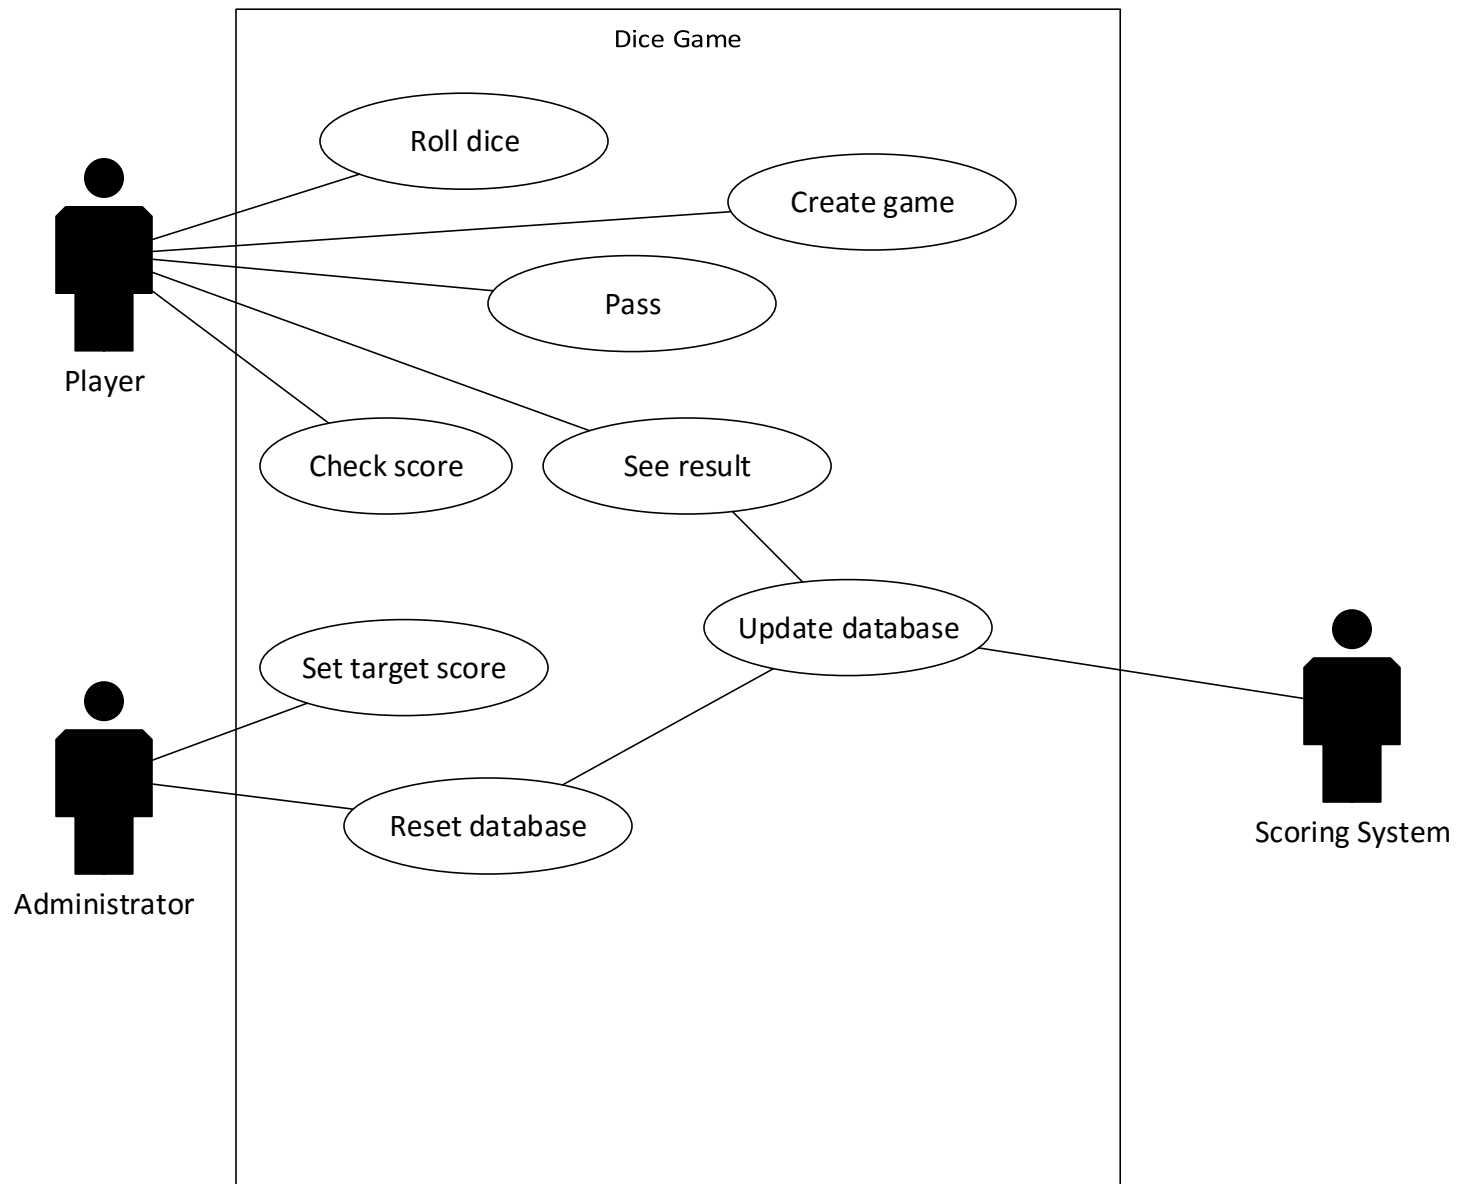 Dice Game
Roll dice
Create game
Pass
Player
Check score
See result
Update database
Set target score
Reset database
Scoring System
Administrator